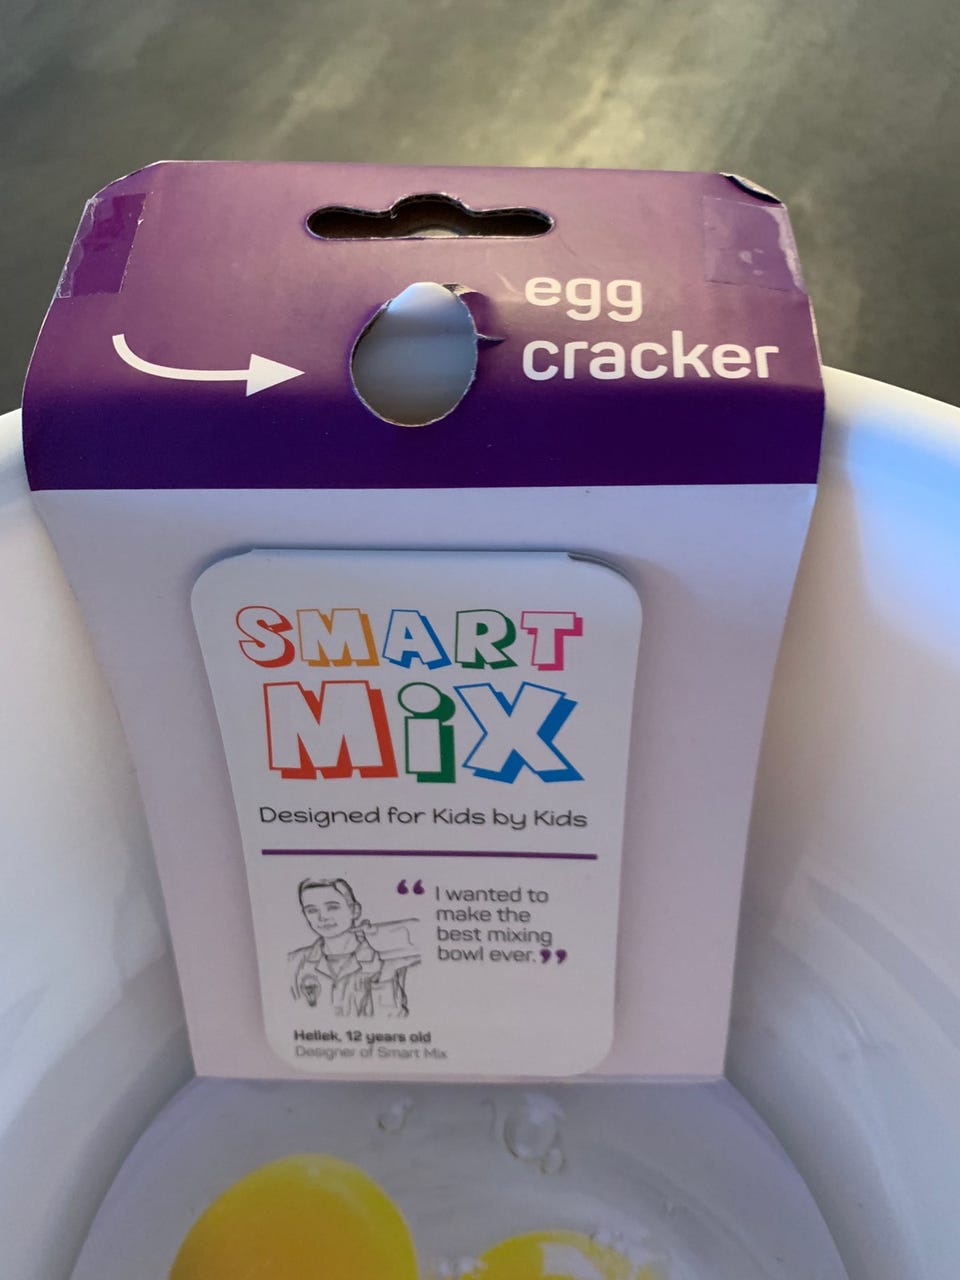 egg
cracker
SMART
MiX
Designed for Kids by Kids
“ I wanted to
make the
best mixing
bowl ever. ”
Hellek, 12 years old
Designer of Smart Mix